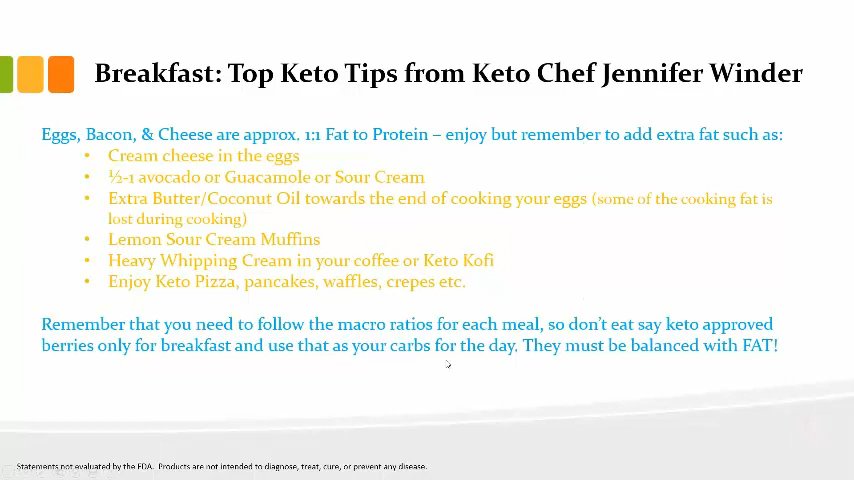 Breakfast: Top Keto Tips from Keto Chef Jennifer Winder
Eggs, Bacon, & Cheese are approx. 1:1 Fat to Protein – enjoy but remember to add extra fat such as:
• Cream cheese in the eggs
• ½-1 avocado or Guacamole or Sour Cream
• Extra Butter/Coconut Oil towards the end of cooking your eggs (some of the cooking fat is
lost during cooking)
• Lemon Sour Cream Muffins
• Heavy Whipping Cream in your coffee or Keto Kofi
• Enjoy Keto Pizza, pancakes, waffles, crepes etc.
Remember that you need to follow the macro ratios for each meal, so don't eat say keto approved
berries only for breakfast and use that as your carbs for the day. They must be balanced with FAT!
Statements not evaluated by the FDA. Products are not intended to diagnose, treat, cure, or prevent any disease.